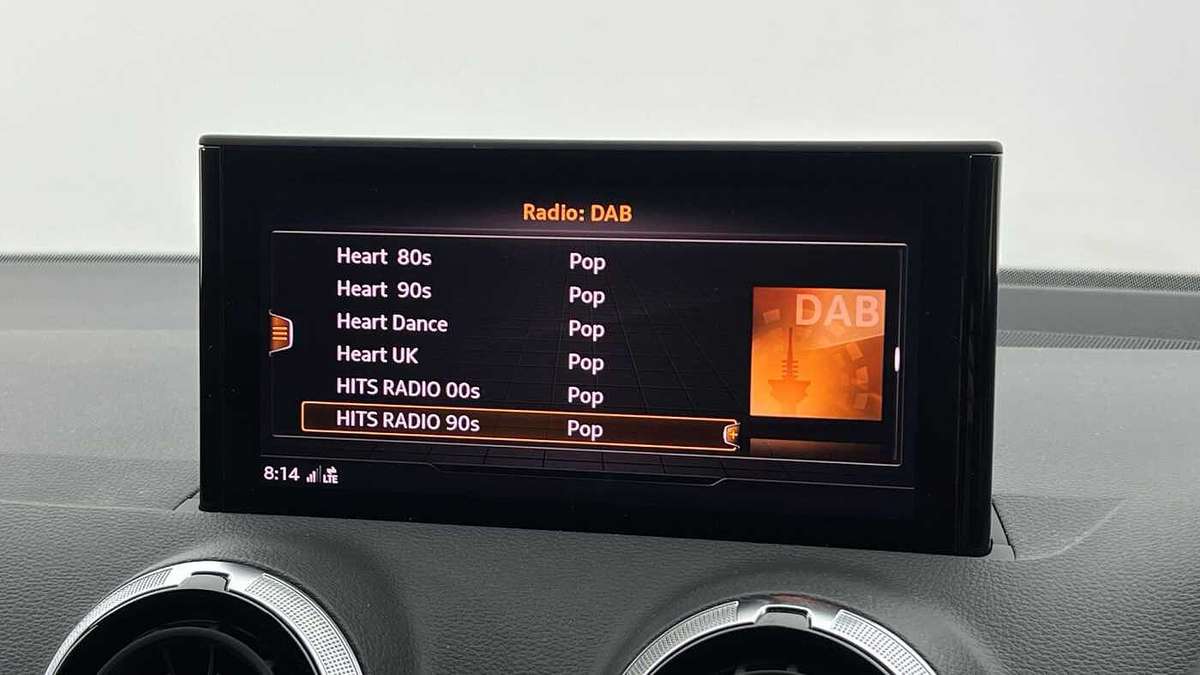 Radio: DAB
Heart 80s Pop
Heart 90s Pop
Heart Dance Pop
Heart UK Pop
HITS RADIO 00s Pop
HITS RADIO 90s Pop
DAB
8:14 LTE